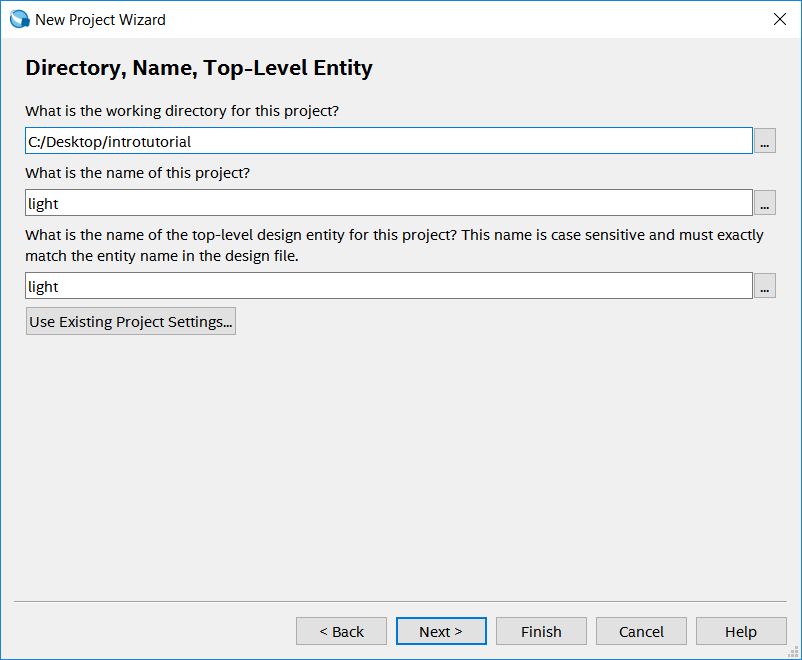 New Project Wizard
Directory, Name, Top-Level Entity
What is the working directory for this project?
C:/Desktop/introtutorial
...
What is the name of this project?
light
...
What is the name of the top-level design entity for this project? This name is case sensitive and must exactly
match the entity name in the design file.
light
...
Use Existing Project Settings...
< Back
Next >
Finish
Cancel
Help